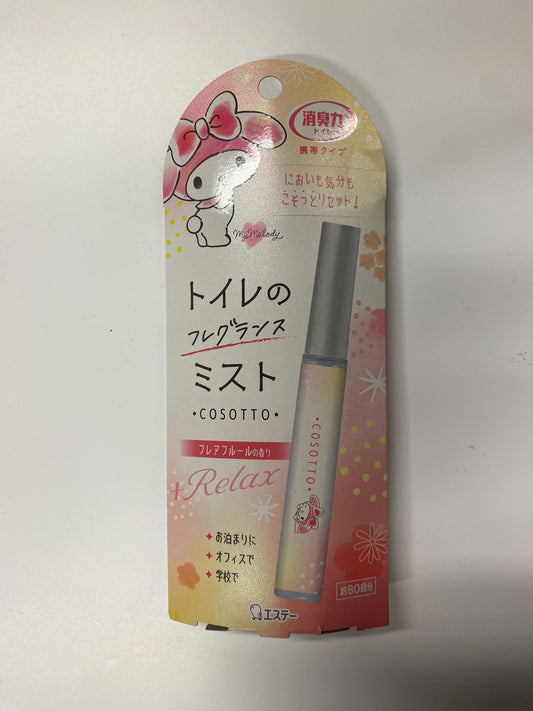 消臭力
トイレ用
携帯タイプ
においも気分も
こそっとリセット!
My Melody
トイレの
フレグランス
ミスト
・COSOTTO・
フレアフルールの香り
+Relax
お泊まりに
オフィスで
学校で
・COSOTTO・
約80回分
エステー